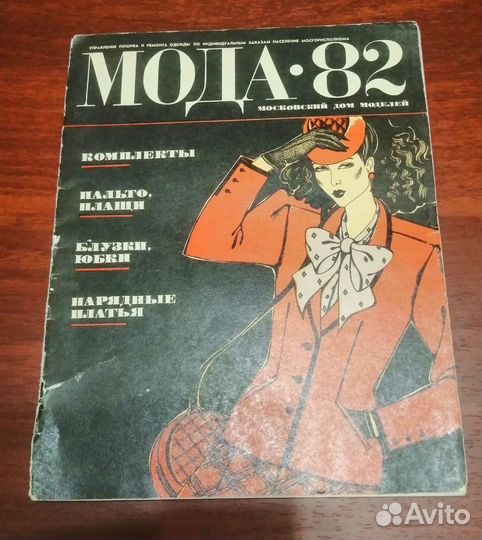 УПРАВЛЕНИЕ ПОШИВА И РЕМОНТА ОДЕЖДЫ ПО ИНДИВИДУАЛЬНЫМ ЗАКАЗАМ НАСЕЛЕНИЯ МОСГОРИСПОЛКОМА
МОДА·82
МОСКОВСКИЙ ДОМ МОДЕЛЕЙ
КОМПЛЕКТЫ
ПАЛЬТО,
ПЛАЩИ
БЛУЗКИ,
ЮБКИ
НАРЯДНЫЕ
ПЛАТЬЯ
Avito